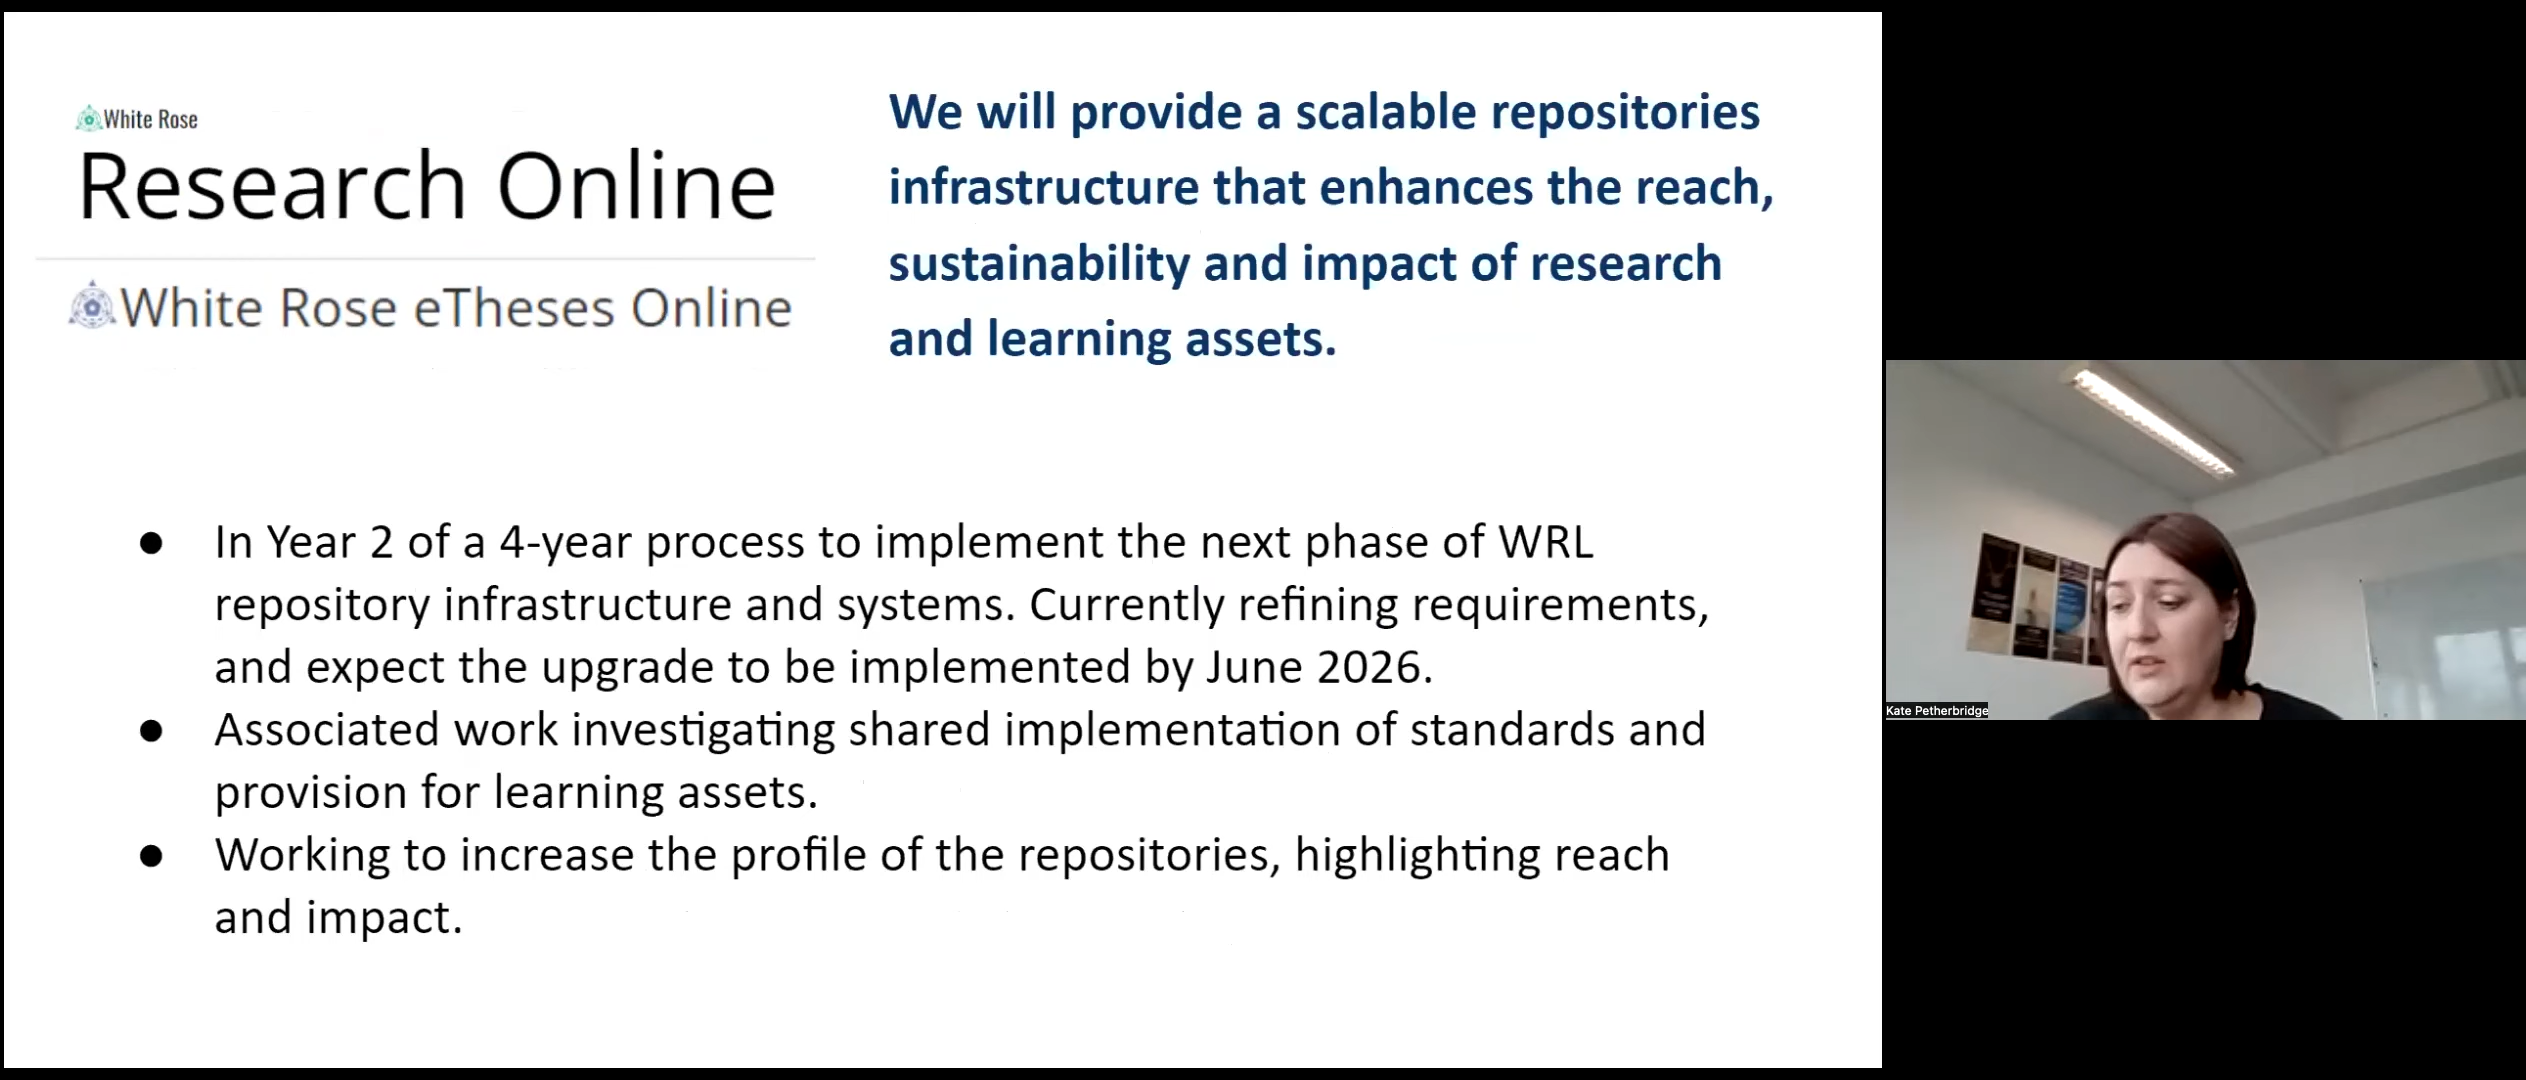 White Rose
Research Online
White Rose eTheses Online
We will provide a scalable repositories
infrastructure that enhances the reach,
sustainability and impact of research
and learning assets.
● In Year 2 of a 4-year process to implement the next phase of WRL
repository infrastructure and systems. Currently refining requirements,
and expect the upgrade to be implemented by June 2026.
● Associated work investigating shared implementation of standards and
provision for learning assets.
● Working to increase the profile of the repositories, highlighting reach
and impact.
Kate Petherbridge